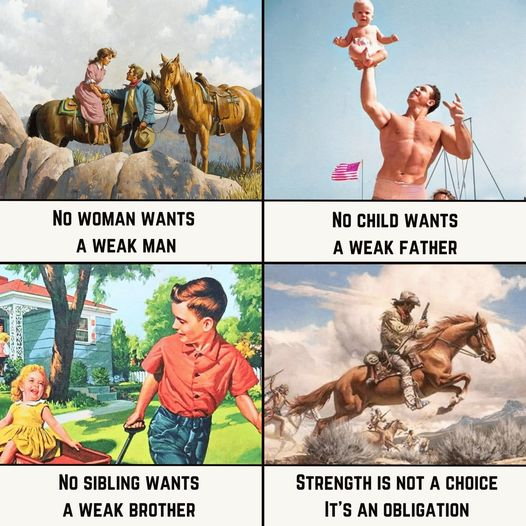 No woman wants
a weak man
No child wants
a weak father
No sibling wants
a weak brother
Strength is not a choice
It's an obligation